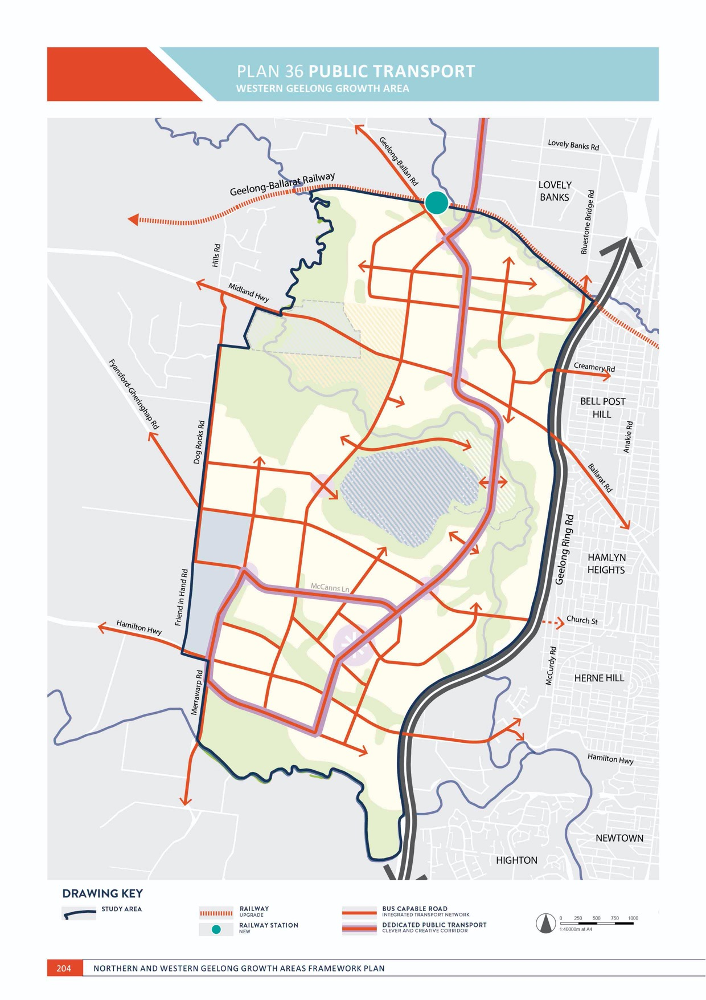 PLAN 36 PUBLIC TRANSPORT
WESTERN GEELONG GROWTH AREA
Lovely Banks Rd
Geelong-Ballan Rd
Geelong-Ballarat Railway
LOVELY
BANKS
Bluestone Bridge Rd
Hills Rd
Midland Hwy
Fyansford-Gheringhap Rd
Creamery Rd
BELL POST
HILL
Dog Rocks Rd
Anakie Rd
Ballarat Rd
Geelong Ring Rd
HAMLYN
HEIGHTS
Friend in Hand Rd
McCanns Ln
Hamilton Hwy
Church St
McCurdy Rd
HERNE HILL
Merrawarp Rd
Hamilton Hwy
NEWTOWN
HIGHTON
DRAWING KEY
STUDY AREA
RAILWAY
UPGRADE
RAILWAY STATION
NEW
BUS CAPABLE ROAD
INTEGRATED TRANSPORT NETWORK
DEDICATED PUBLIC TRANSPORT
CLEVER AND CREATIVE CORRIDOR
0 250 500 750 1000
1:40000m at A4
204 NORTHERN AND WESTERN GEELONG GROWTH AREAS FRAMEWORK PLAN